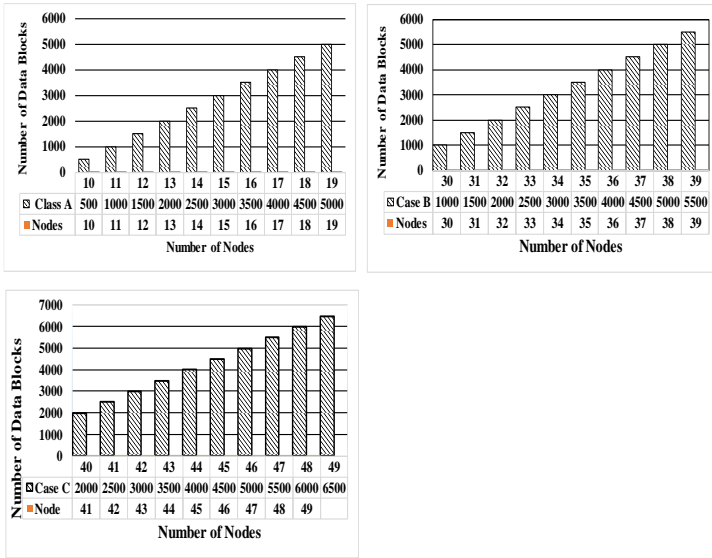 Number of Data Blocks
6000
5000
4000
3000
2000
1000
0
10 11 12 13 14 15 16 17 18 19
Class A 500 1000 1500 2000 2500 3000 3500 4000 4500 5000
Nodes 10 11 12 13 14 15 16 17 18 19
Number of Nodes
Number of Data Blocks
6000
5000
4000
3000
2000
1000
0
30 31 32 33 34 35 36 37 38 39
Case B 1000 1500 2000 2500 3000 3500 4000 4500 5000 5500
Nodes 30 31 32 33 34 35 36 37 38 39
Number of Nodes
Number of Data Blocks
7000
6000
5000
4000
3000
2000
1000
0
40 41 42 43 44 45 46 47 48 49
Case C 2000 2500 3000 3500 4000 4500 5000 5500 6000 6500
Node 41 42 43 44 45 46 47 48 49
Number of Nodes